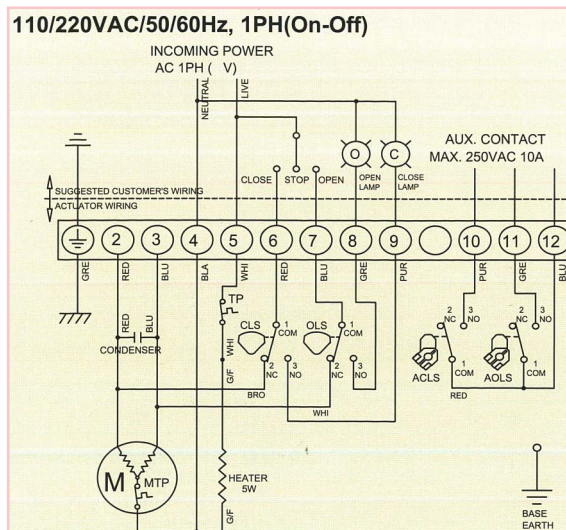 110/220VAC/50/60Hz, 1PH(On-Off)
INCOMING POWER
AC 1PH ( V)
NEUTRAL
LIVE
O
C
AUX. CONTACT
MAX. 250VAC 10A
CLOSE STOP OPEN
OPEN
LAMP
CLOSE
LAMP
SUGGESTED CUSTOMER'S WIRING
ACTUATOR WIRING
2 3 4 5 6 7 8 9 10 11 12
GRE RED BLU BLA WHI RED BLU GRE PUR PUR GRE BLU
TP
RED
BLU
CONDENSER
WHI
G/F
CLS
1
COM
2
NC
3
NO
OLS
1
COM
2
NC
3
NO
BRO
WHI
2
NC
3
NO
ACLS
1
COM
2
NC
3
NO
AOLS
1
COM
RED
M
MTP
HEATER
5W
G/F
BASE
EARTH